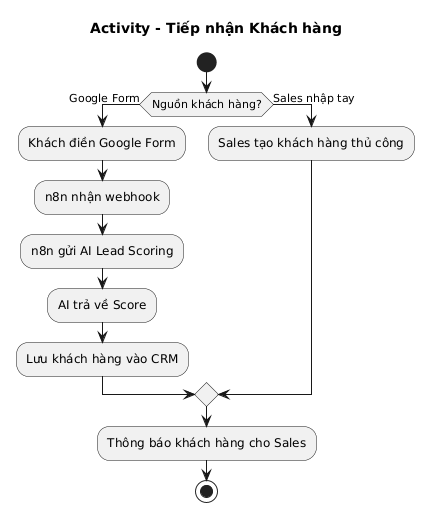 Activity - Tiếp nhận Khách hàng
Google Form
Nguồn khách hàng?
Sales nhập tay
Khách điền Google Form
Sales tạo khách hàng thủ công
n8n nhận webhook
n8n gửi AI Lead Scoring
AI trả về Score
Lưu khách hàng vào CRM
Thông báo khách hàng cho Sales